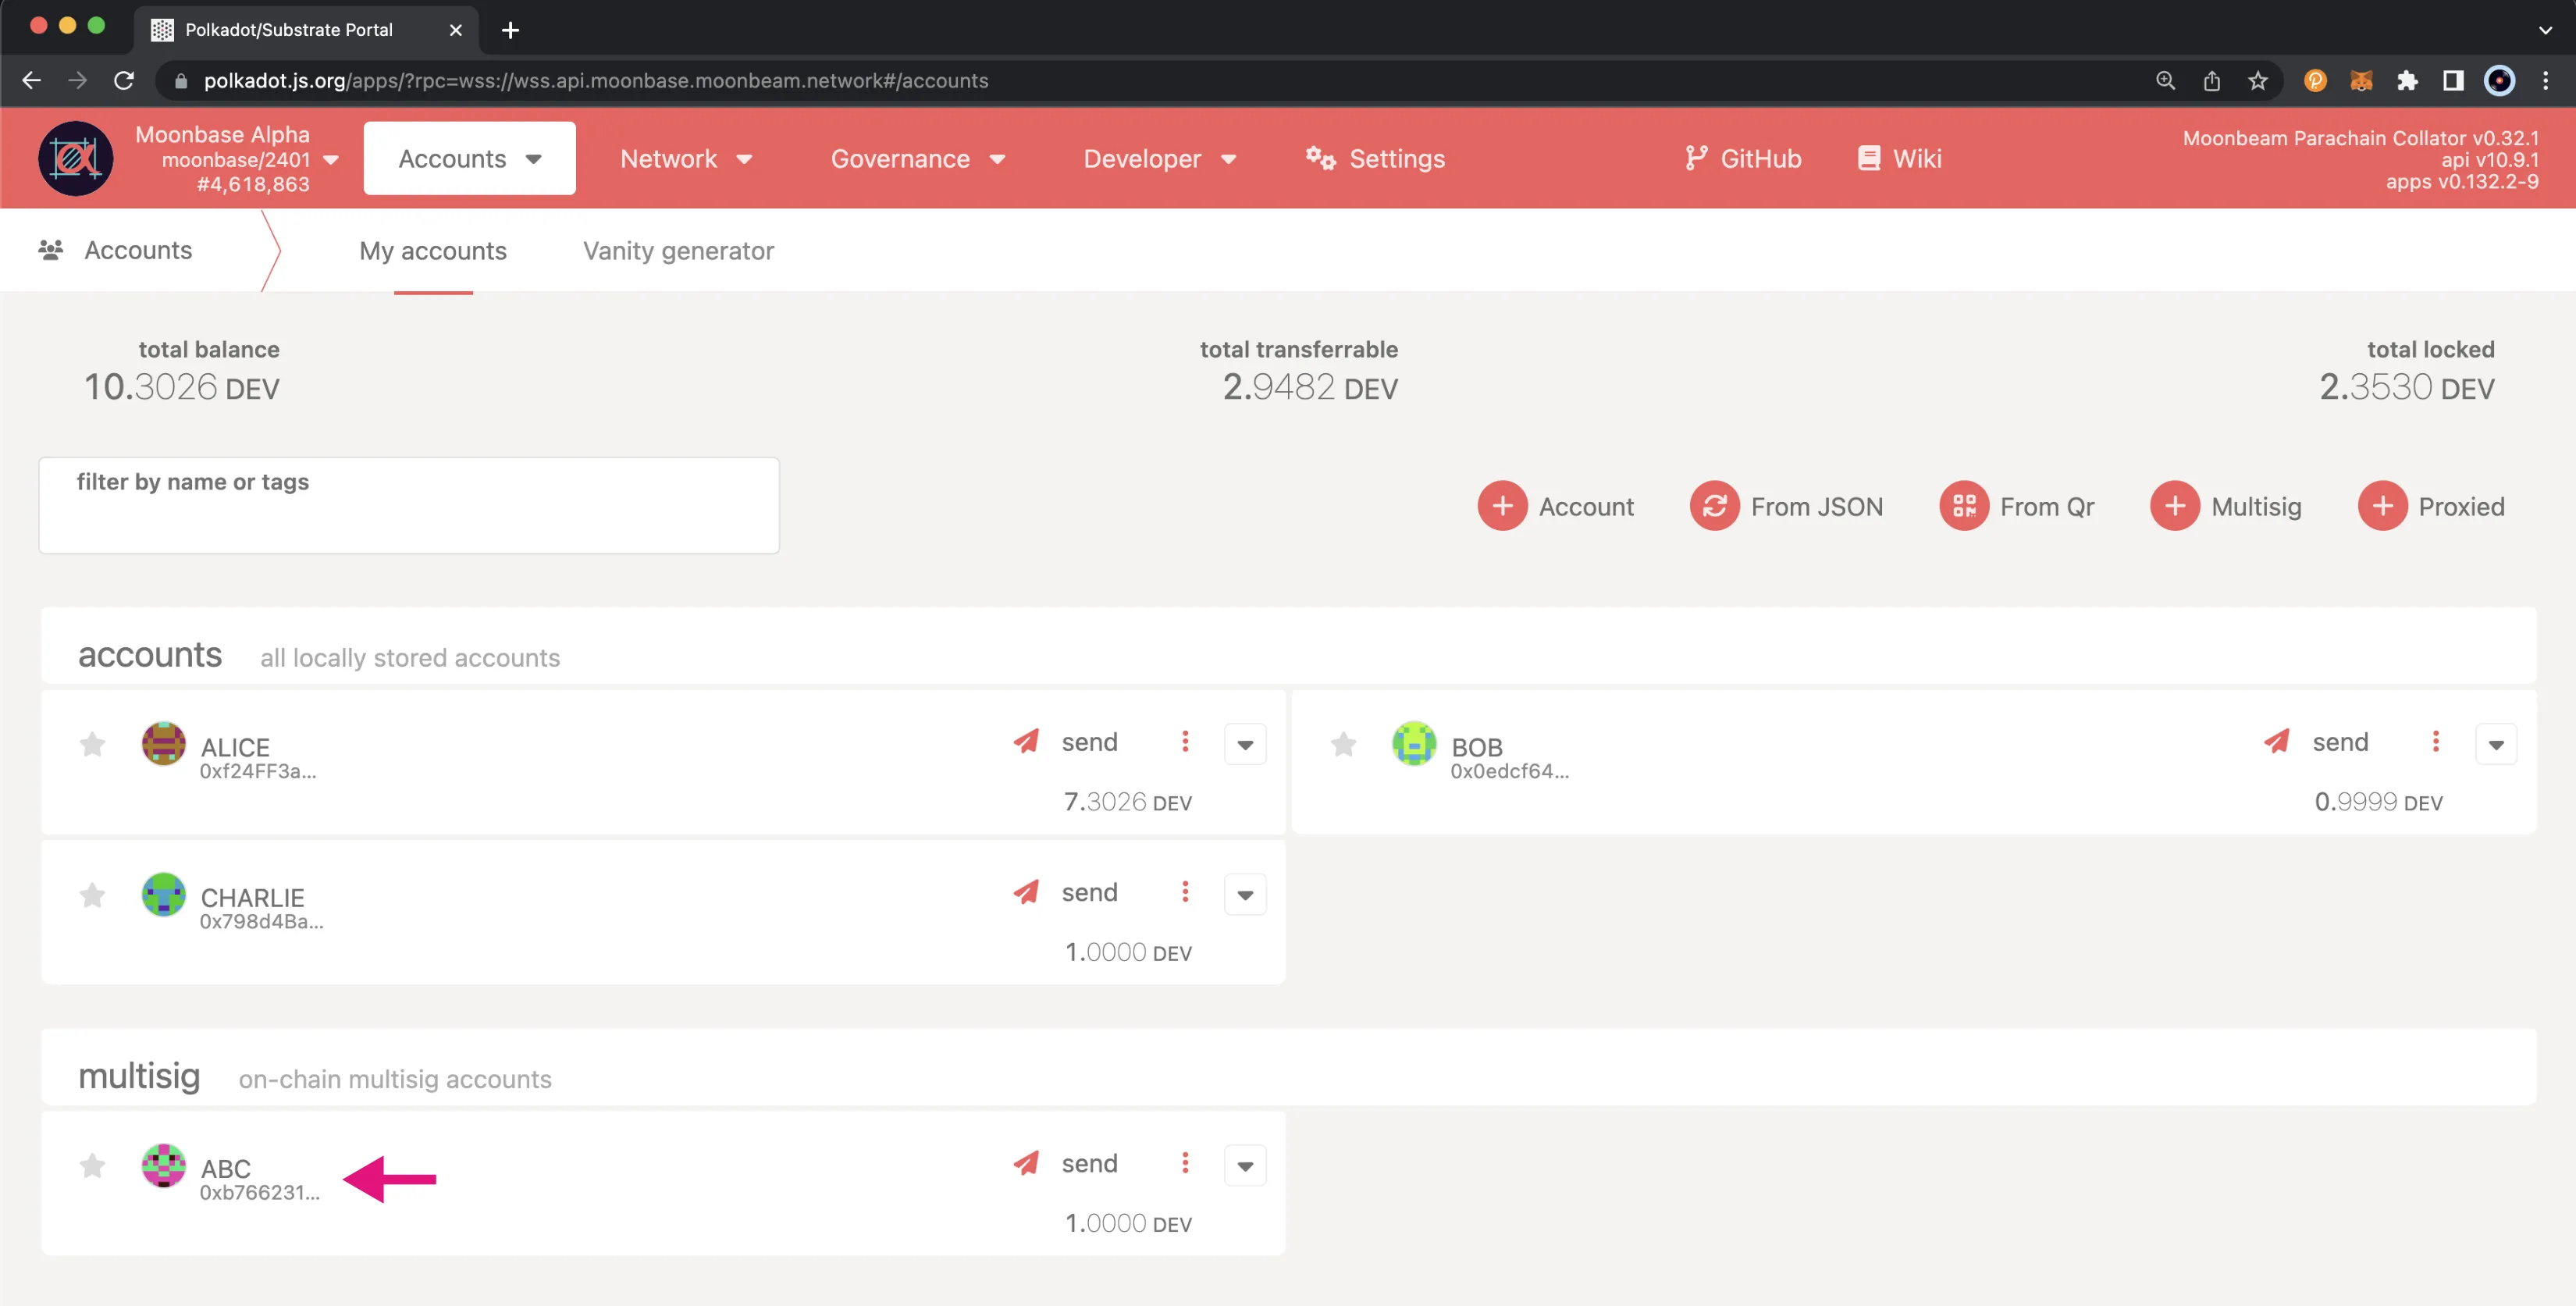 Polkadot/Substrate Portal
polkadot.js.org/apps/?rpc=wss://wss.api.moonbase.moonbeam.network#/accounts
Moonbase Alpha
moonbase/2401
#4,618,863
Accounts
Network
Governance
Developer
Settings
GitHub
Wiki
Moonbeam Parachain Collator v0.32.1
api v10.9.1
apps v0.132.2-9
Accounts
My accounts
Vanity generator
total balance
10.3026 DEV
total transferrable
2.9482 DEV
total locked
2.3530 DEV
filter by name or tags
Account
From JSON
From Qr
Multisig
Proxied
accounts all locally stored accounts
ALICE
0xf24FF3a...
send
7.3026 DEV
BOB
0x0edcf64...
send
0.9999 DEV
CHARLIE
0x798d4Ba...
send
1.0000 DEV
multisig on-chain multisig accounts
ABC
0xb766231...
send
1.0000 DEV